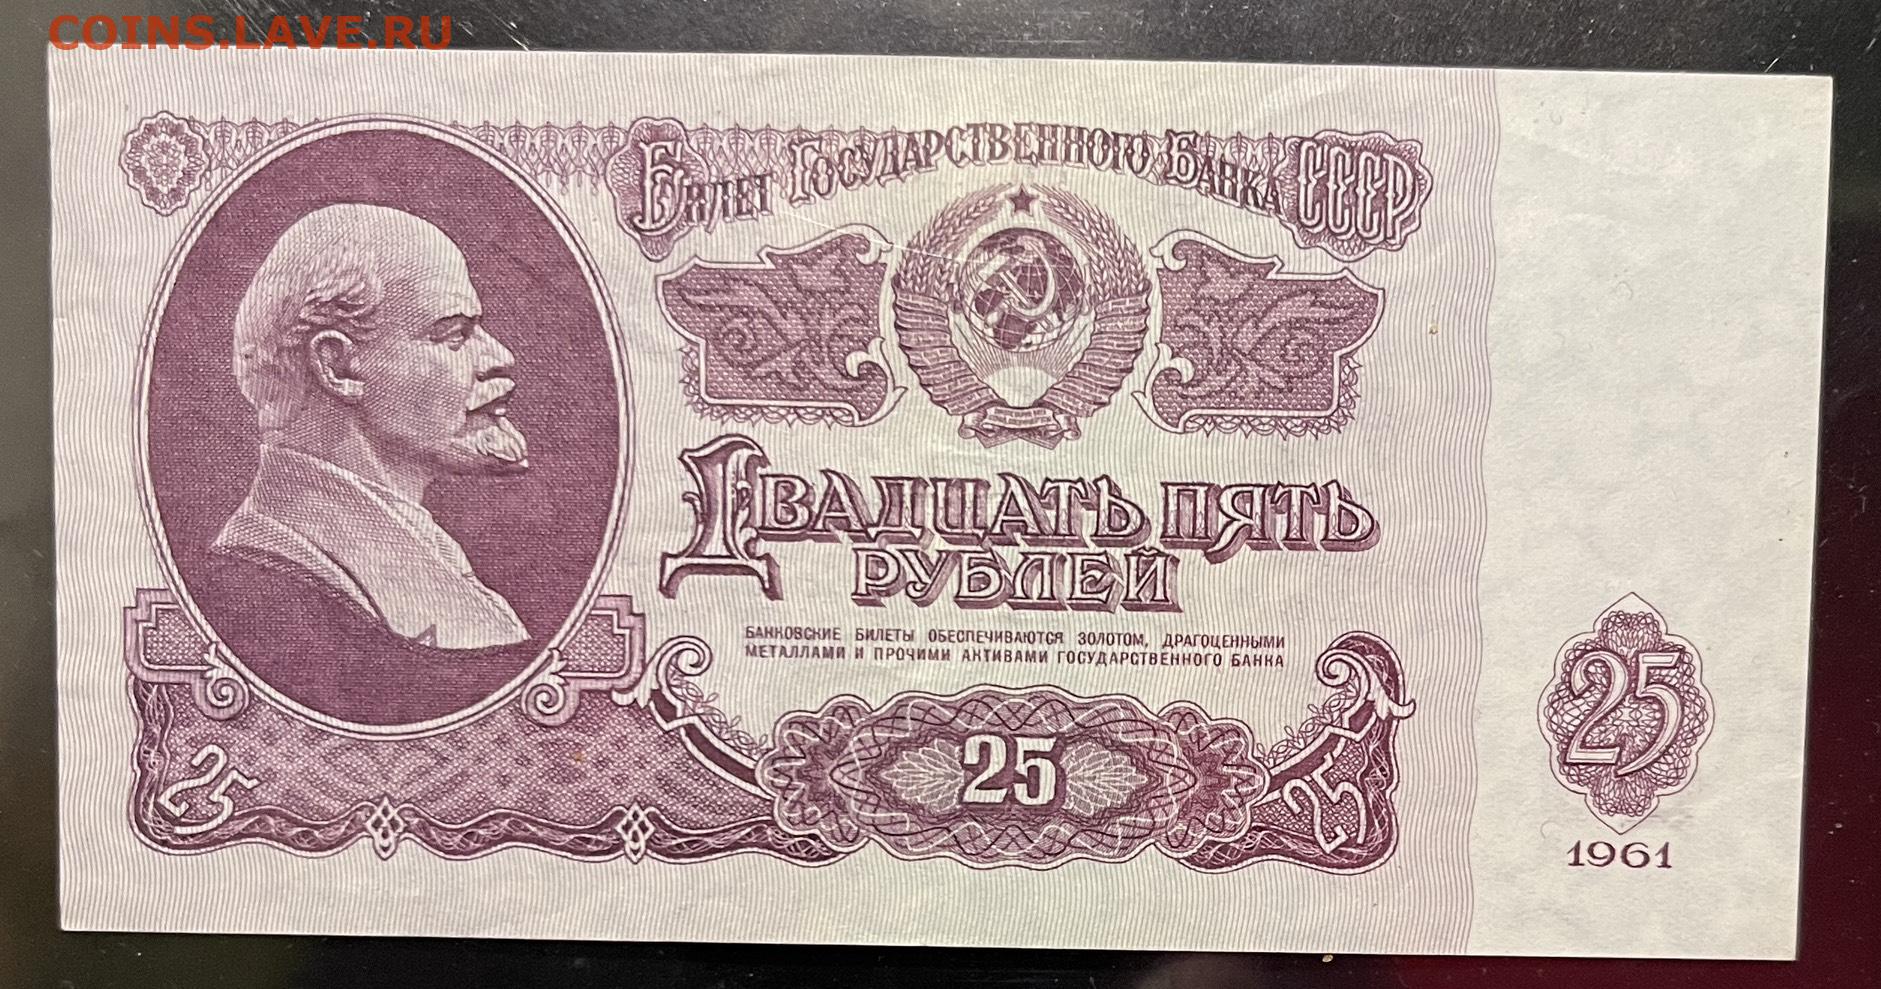 COINS.LAVE.RU
Билет Государственного Банка СССР
Двадцать пять
рублей
БАНКОВСКИЕ БИЛЕТЫ ОБЕСПЕЧИВАЮТСЯ ЗОЛОТОМ, ДРАГОЦЕННЫМИ
МЕТАЛЛАМИ И ПРОЧИМИ АКТИВАМИ ГОСУДАРСТВЕННОГО БАНКА
25
25
25
25
1961